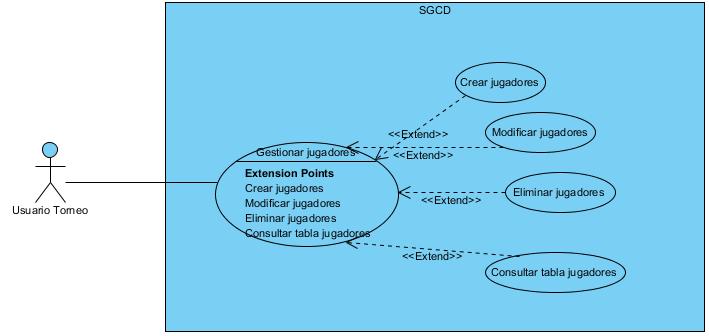 SGCD
Crear jugadores
<<Extend>>
Modificar jugadores
Gestionar jugadores
<<Extend>>
Extension Points
Crear jugadores
Modificar jugadores
Eliminar jugadores
Consultar tabla jugadores
Eliminar jugadores
<<Extend>>
Usuario Torneo
<<Extend>>
Consultar tabla jugadores